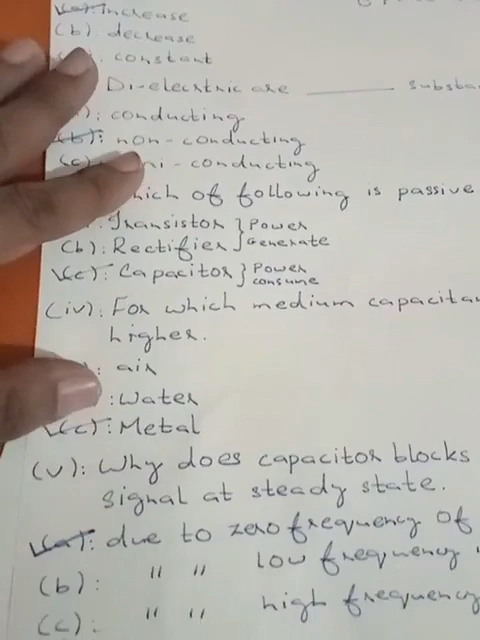 (a): Increase
(b): decrease
constant
Di-electric are ______ substa
): conducting
(b): non-conducting
(c) ni-conducting
hich of following is passive
Transistor } Power
(b): Rectifier } Generate
(c): Capacitor } Power consume
(iv): For which medium capacita
higher.
: air
: Water
(c): Metal
(v): Why does capacitor blocks
signal at steady state.
(a): due to zero frequency of
(b): " " low frequency
(c): " " high frequency